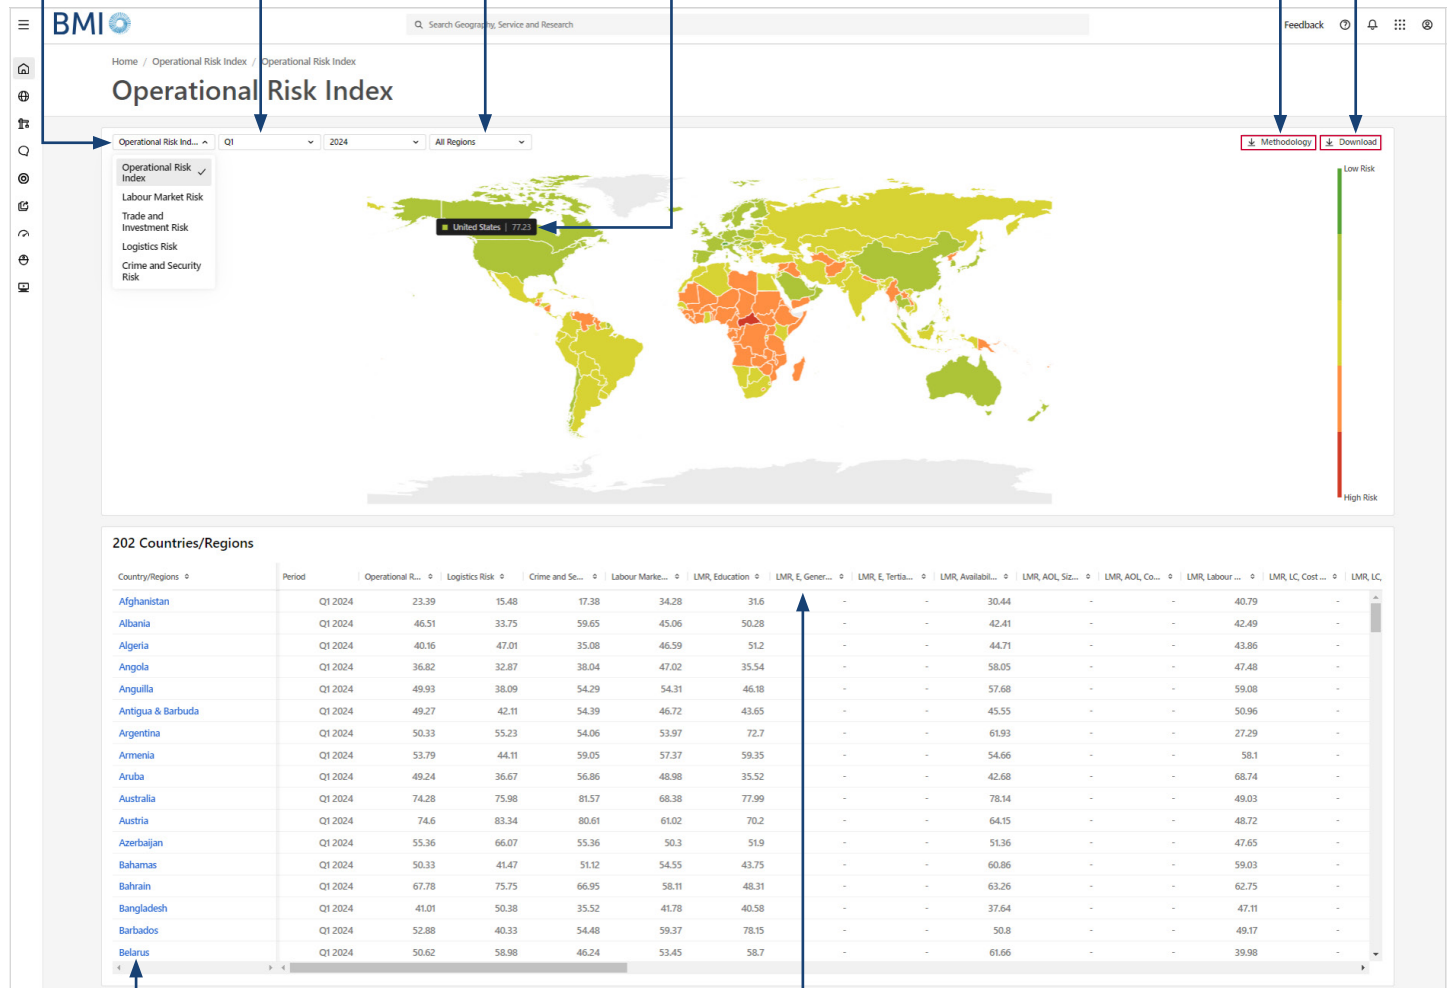 BMI
Search Geography, Service and Research
Feedback
Home / Operational Risk Index / Operational Risk Index
Operational Risk Index
Operational Risk Ind...
Q1
2024
All Regions
Methodology
Download
Operational Risk
Index
Labour Market Risk
Trade and
Investment Risk
Logistics Risk
Crime and Security
Risk
United States | 77.23
Low Risk
High Risk
202 Countries/Regions
Country/Regions Period Operational R... Logistics Risk Crime and Se... Labour Marke... LMR, Education LMR, E, Gener... LMR, E, Tertia... LMR, Availabil... LMR, AOL, Siz... LMR, AOL, Co... LMR, Labour ... LMR, LC, Cost ... LMR, LC,
Afghanistan Q1 2024 23.39 15.48 17.38 34.28 31.6 - - 30.44 - - 40.79 -
Albania Q1 2024 46.51 33.75 59.65 45.06 50.28 - - 42.41 - - 42.49 -
Algeria Q1 2024 40.16 47.01 35.08 46.59 51.2 - - 44.71 - - 43.86 -
Angola Q1 2024 36.82 32.87 38.04 47.02 35.54 - - 58.05 - - 47.48 -
Anguilla Q1 2024 49.93 38.09 54.29 54.31 46.18 - - 57.68 - - 59.08 -
Antigua & Barbuda Q1 2024 49.27 42.11 54.39 46.72 43.65 - - 45.55 - - 50.96 -
Argentina Q1 2024 50.33 55.23 54.06 53.97 72.7 - - 61.93 - - 27.29 -
Armenia Q1 2024 53.79 44.11 59.05 57.37 59.35 - - 54.66 - - 58.1 -
Aruba Q1 2024 49.24 36.67 56.86 48.98 35.52 - - 42.68 - - 68.74 -
Australia Q1 2024 74.28 75.98 81.57 68.38 77.99 - - 78.14 - - 49.03 -
Austria Q1 2024 74.6 83.34 80.61 61.02 70.2 - - 64.15 - - 48.72 -
Azerbaijan Q1 2024 55.36 66.07 55.36 50.3 51.9 - - 51.36 - - 47.65 -
Bahamas Q1 2024 50.33 41.47 51.12 54.55 43.75 - - 60.86 - - 59.03 -
Bahrain Q1 2024 67.78 75.75 66.95 58.11 48.31 - - 63.26 - - 62.75 -
Bangladesh Q1 2024 41.01 50.38 35.52 41.78 40.58 - - 37.64 - - 47.11 -
Barbados Q1 2024 52.88 40.33 54.48 59.37 78.15 - - 50.8 - - 49.17 -
Belarus Q1 2024 50.62 58.98 46.24 53.45 58.7 - - 61.66 - - 39.98 -